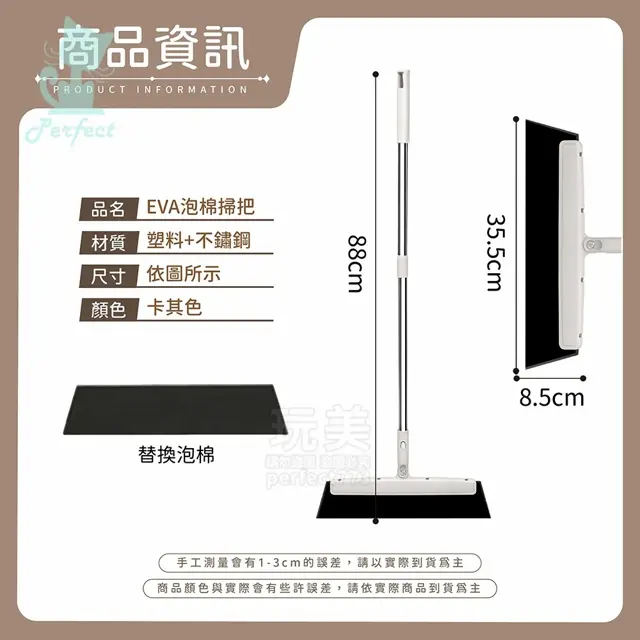 商品資訊
PRODUCT INFORMATION
Perfect
品名 EVA泡棉掃把
材質 塑料+不鏽鋼
尺寸 依圖所示
顏色 卡其色
替換泡棉
88cm
35.5cm
8.5cm
玩美
perfect77s
手工測量會有1-3cm的誤差,請以實際到貨為主
商品顏色與實際會有些許誤差,請依實際商品到貨為主